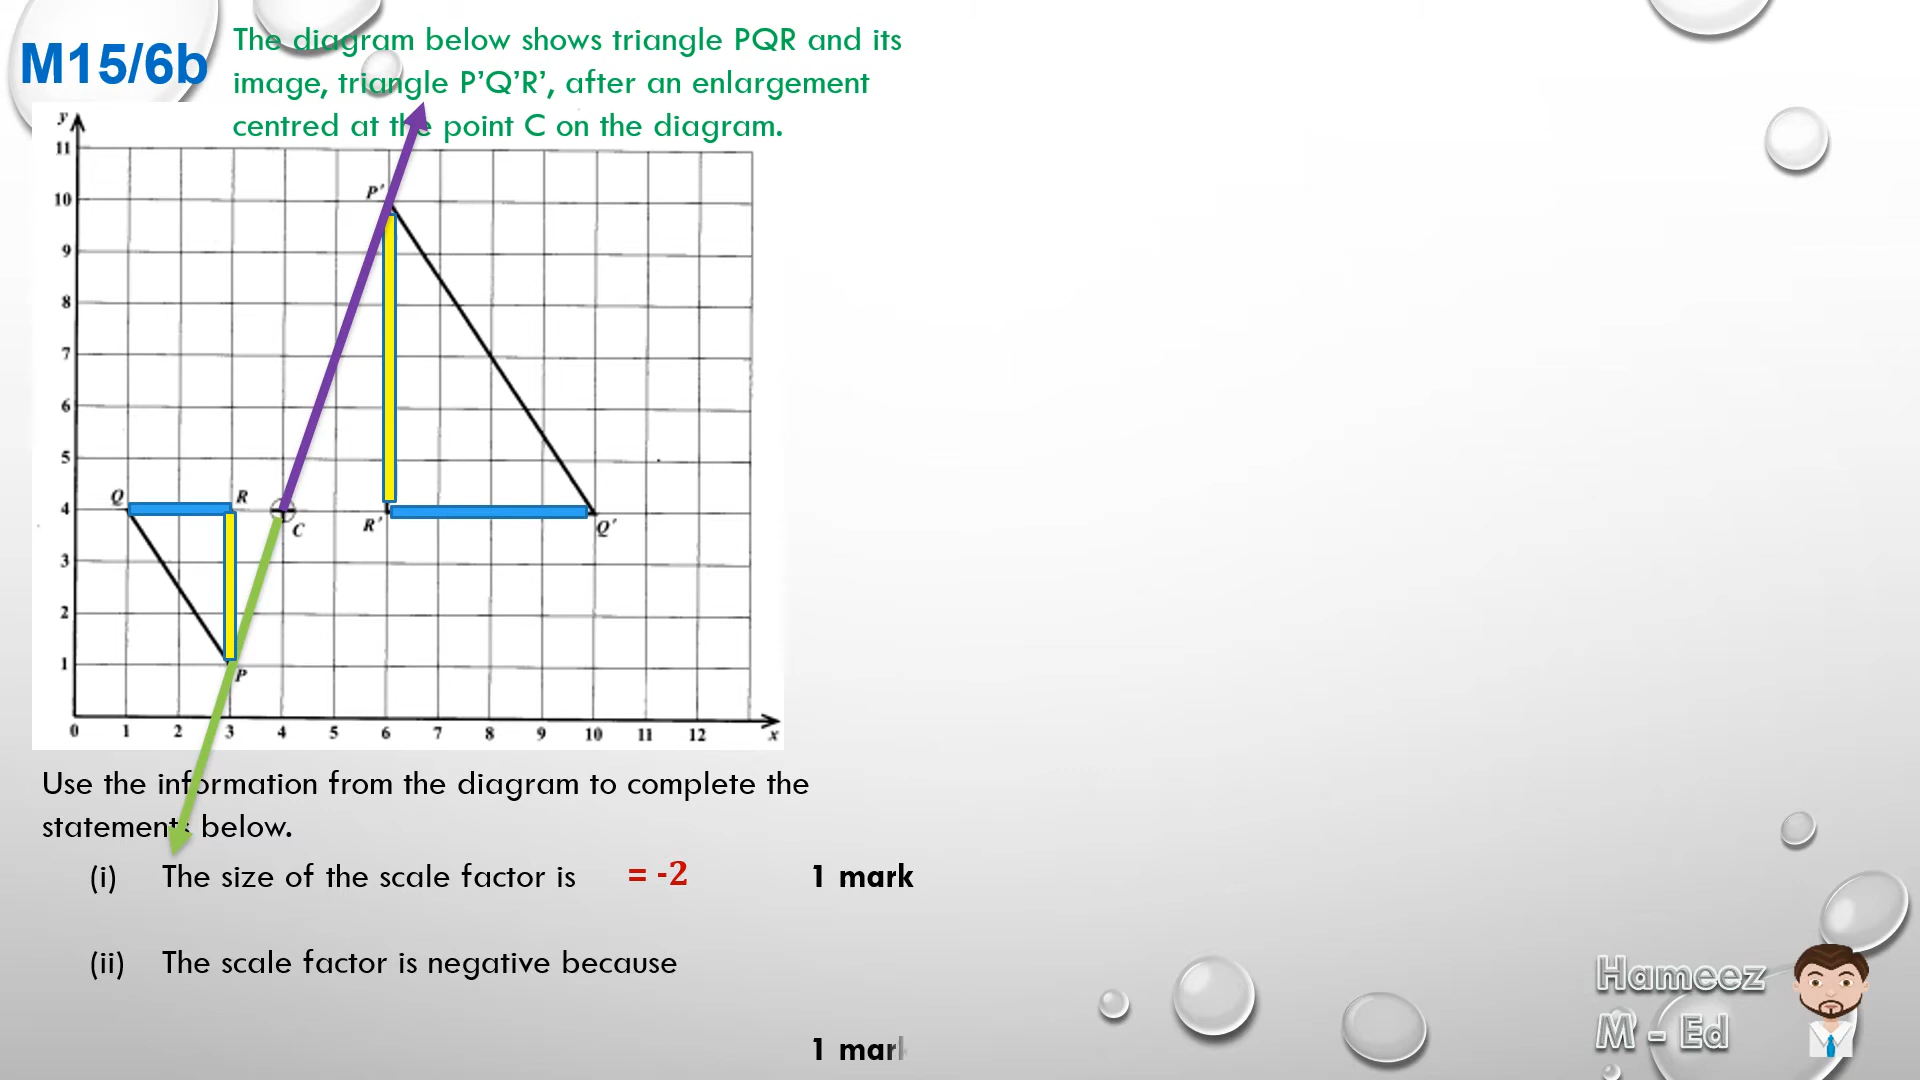 M15/6b
The diagram below shows triangle PQR and its
image, triangle P’Q’R’, after an enlargement
centred at the point C on the diagram.
y
11
10
9
8
7
6
5
4
3
2
1
P'
Q
R
C
R'
Q'
P
0 1 2 3 4 5 6 7 8 9 10 11 12 x
Use the information from the diagram to complete the
statements below.
(i) The size of the scale factor is = -2 1 mark
(ii) The scale factor is negative because
1 mark
Hameez
M - Ed